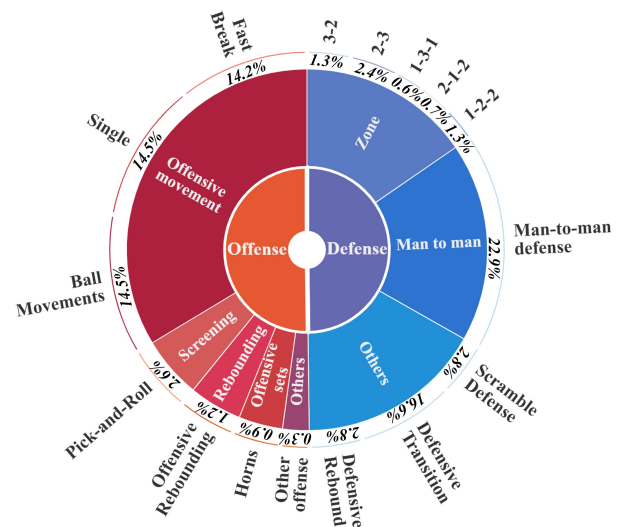 Fast
Break
14.2%
3-2
1.3%
2-3
2.4%
1-3-1
0.6%
2-1-2
0.7%
1-2-2
1.3%
Single
14.5%
Offensive
movement
Zone
Offense
Defense
Man to man
22.9%
Man-to-man
defense
Ball
Movements
14.5%
Screening
2.6%
Pick-and-Roll
Rebounding
1.2%
Offensive
Rebounding
Offensive
sets
0.9%
Horns
Others
0.3%
Other
offense
Others
2.8%
Defensive
Rebound
16.6%
Defensive
Transition
2.8%
Scramble
Defense